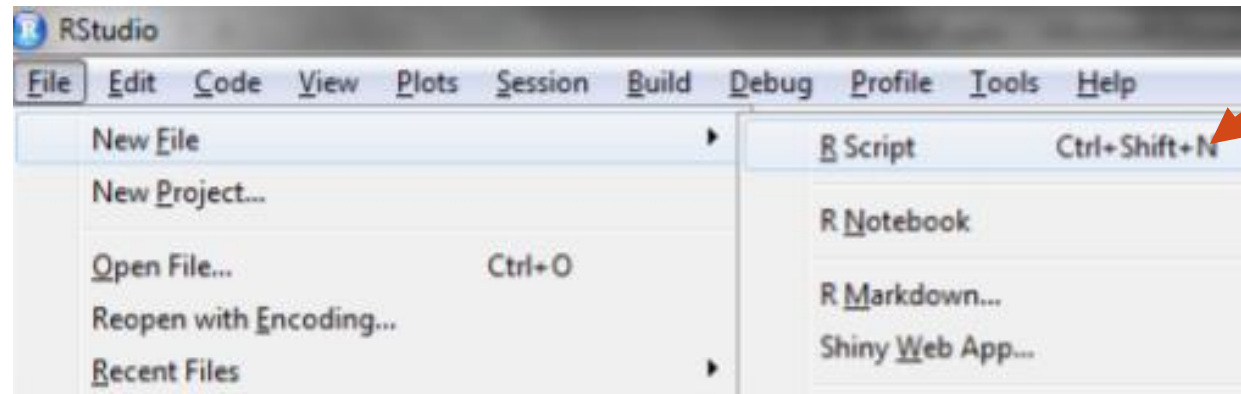 RStudio
File Edit Code View Plots Session Build Debug Profile Tools Help
New File
New Project...
Open File... Ctrl+O
Reopen with Encoding...
Recent Files
R Script Ctrl+Shift+N
R Notebook
R Markdown...
Shiny Web App...